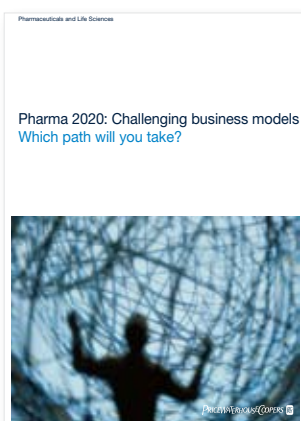 Pharmaceuticals and Life Sciences
Pharma 2020: Challenging business models
Which path will you take?
PRICEWATERHOUSECOOPERS